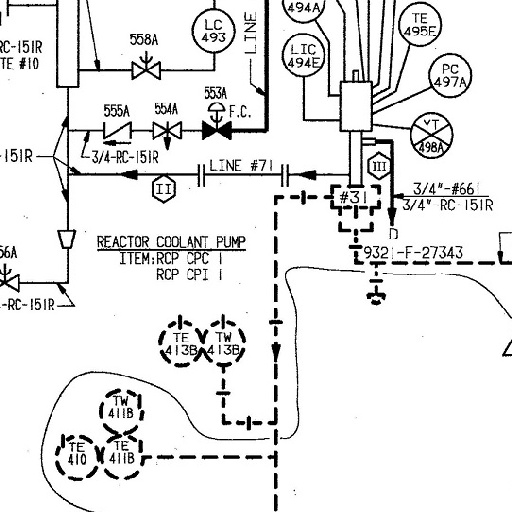 494A
LC
493
LINE
TE
495E
RC-151R
TE #10
558A
LIC
494E
PC
497A
555A
554A
553A
F.C.
YT
498A
-151R
3/4-RC-151R
LINE #71
II
III
3/4"-#661
3/4" RC-151R
#31
D
REACTOR COOLANT PUMP
ITEM:RCP CPC 1
RCP CPI 1
56A
9321-F-27343
-RC-151R
TE
413B
TW
413B
TW
411B
TE
410
TE
411B